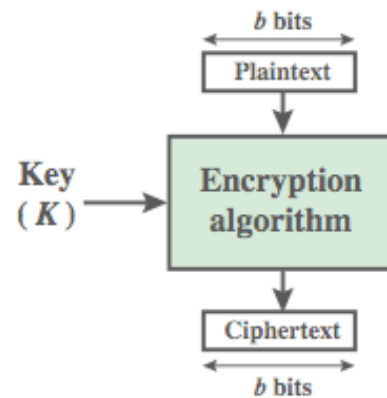 b bits
Plaintext
Key
( K )
Encryption
algorithm
Ciphertext
b bits